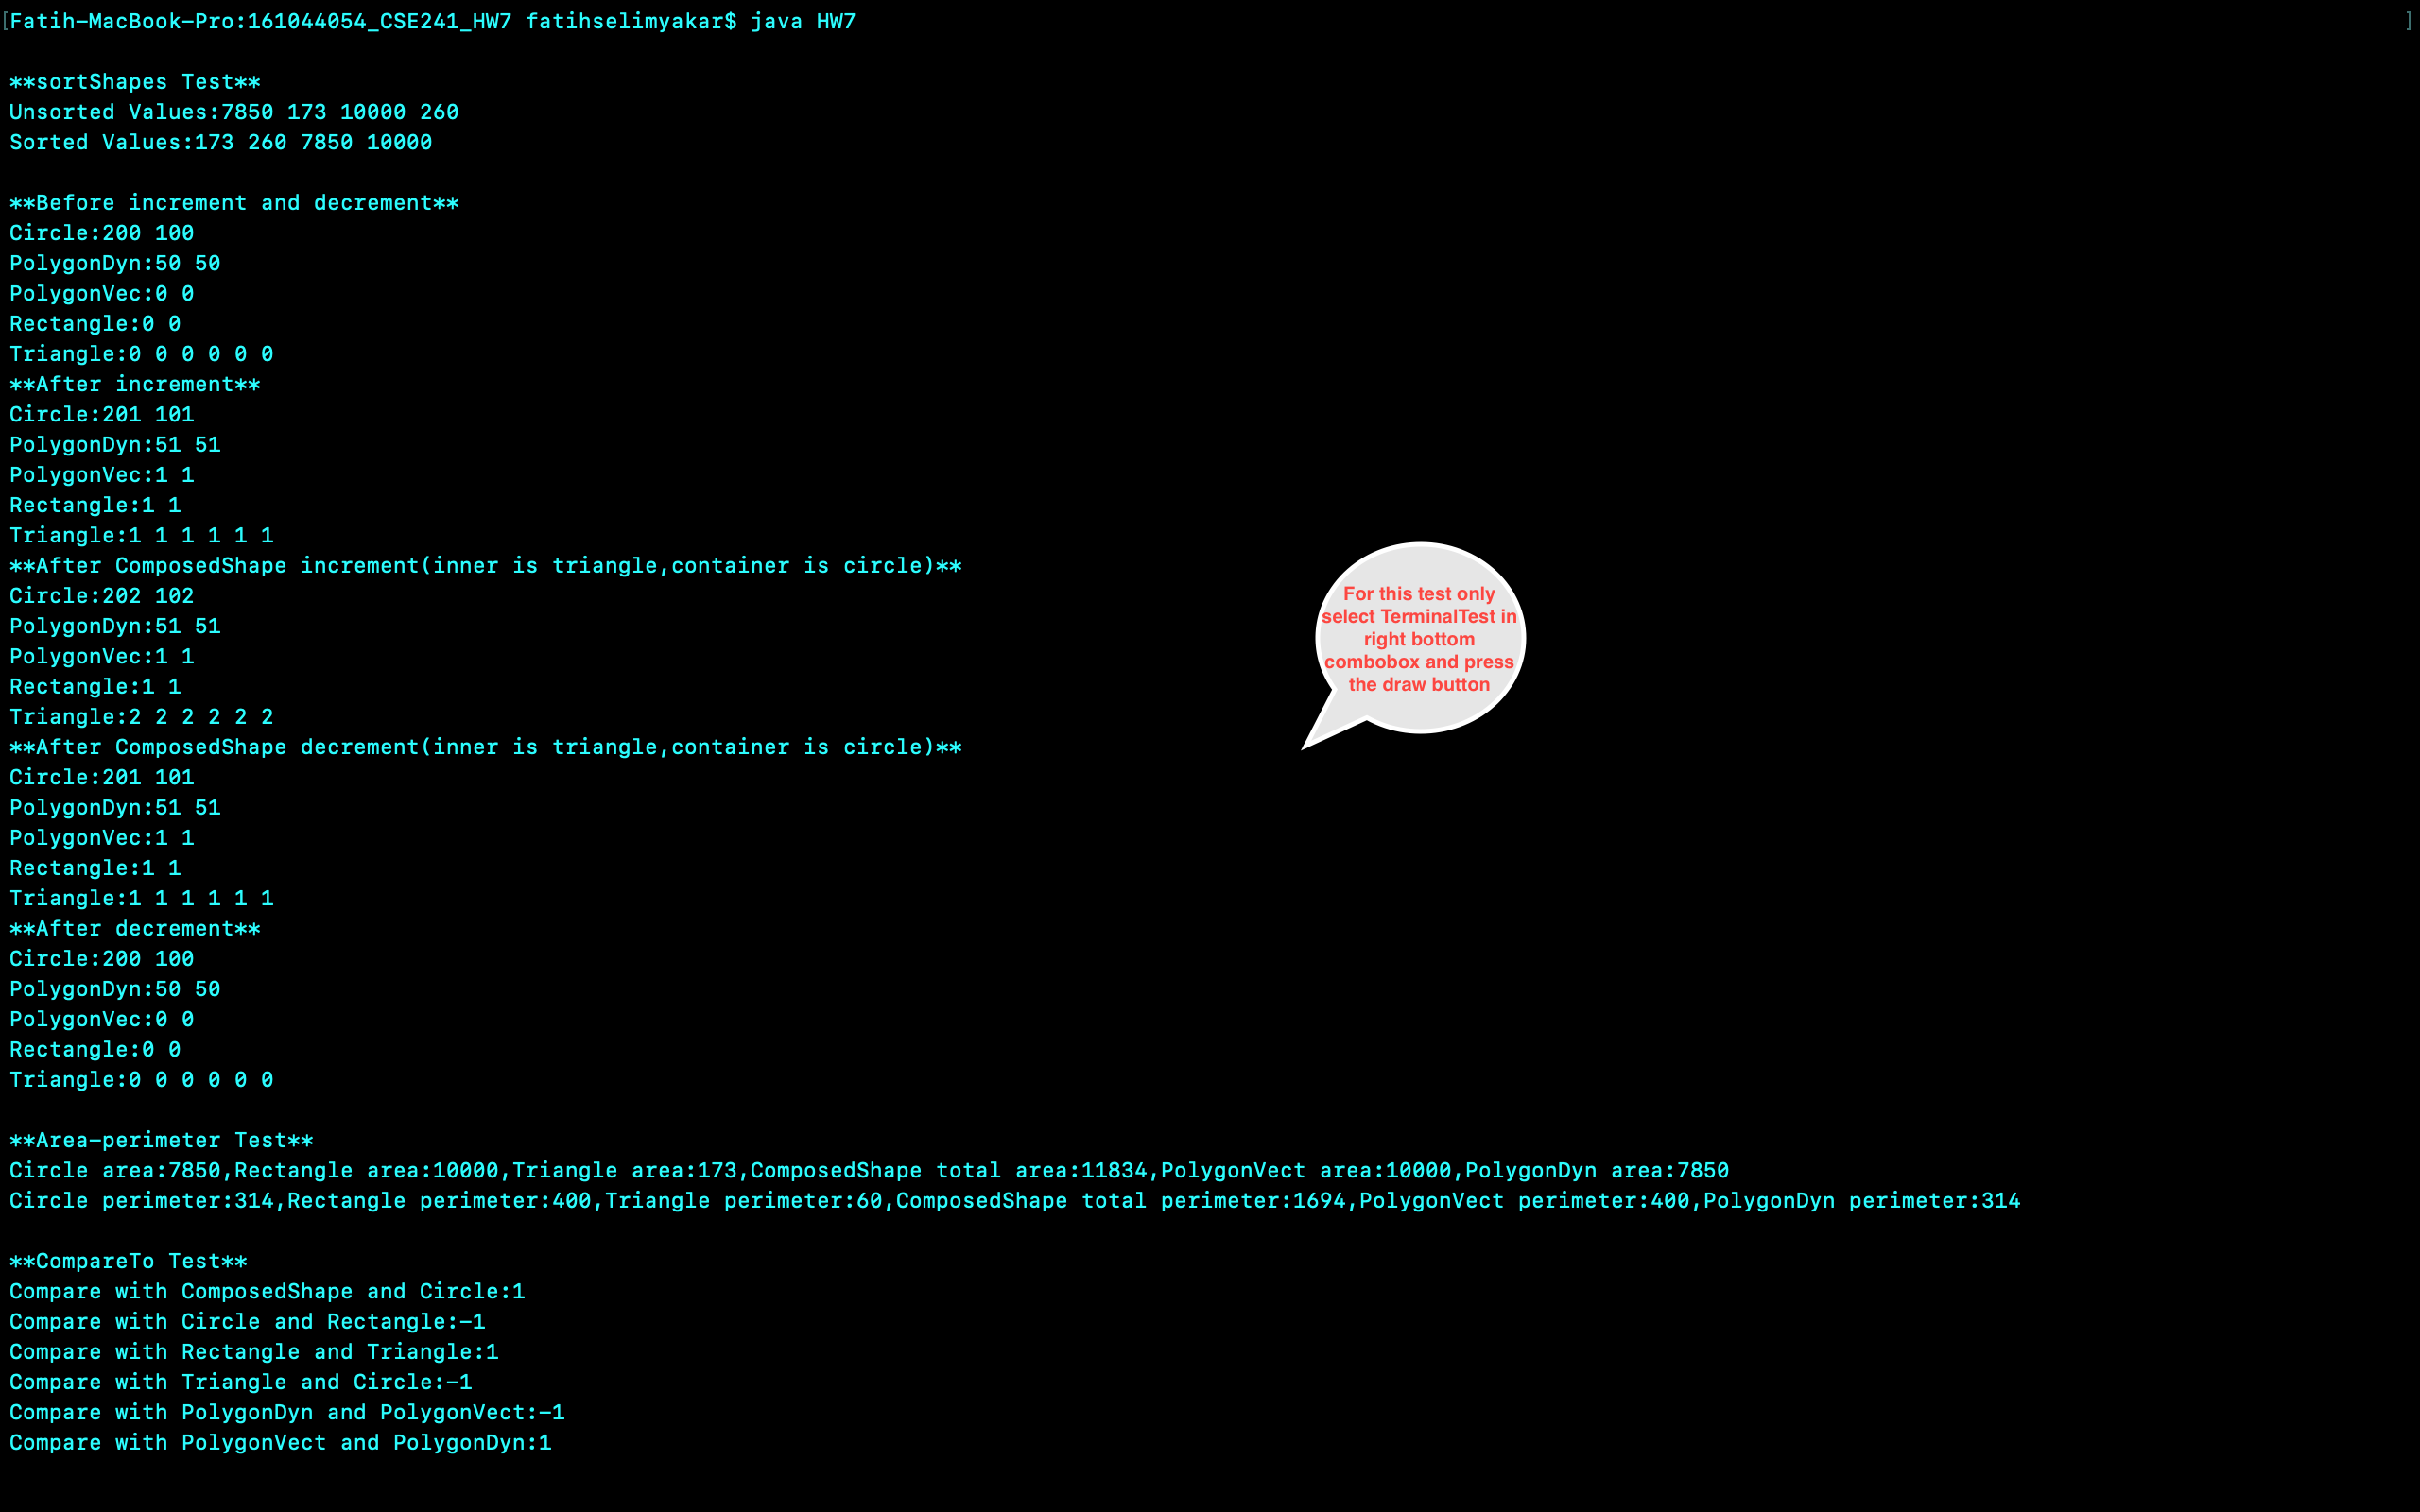 [Fatih-MacBook-Pro:161044054_CSE241_HW7 fatihselimyakar$ java HW7 ]
**sortShapes Test**
Unsorted Values:7850 173 10000 260
Sorted Values:173 260 7850 10000
**Before increment and decrement**
Circle:200 100
PolygonDyn:50 50
PolygonVec:0 0
Rectangle:0 0
Triangle:0 0 0 0 0 0
**After increment**
Circle:201 101
PolygonDyn:51 51
PolygonVec:1 1
Rectangle:1 1
Triangle:1 1 1 1 1 1
**After ComposedShape increment(inner is triangle,container is circle)**
Circle:202 102
PolygonDyn:51 51
PolygonVec:1 1
Rectangle:1 1
Triangle:2 2 2 2 2 2
**After ComposedShape decrement(inner is triangle,container is circle)**
Circle:201 101
PolygonDyn:51 51
PolygonVec:1 1
Rectangle:1 1
Triangle:1 1 1 1 1 1
**After decrement**
Circle:200 100
PolygonDyn:50 50
PolygonVec:0 0
Rectangle:0 0
Triangle:0 0 0 0 0 0
**Area-perimeter Test**
Circle area:7850,Rectangle area:10000,Triangle area:173,ComposedShape total area:11834,PolygonVect area:10000,PolygonDyn area:7850
Circle perimeter:314,Rectangle perimeter:400,Triangle perimeter:60,ComposedShape total perimeter:1694,PolygonVect perimeter:400,PolygonDyn perimeter:314
**CompareTo Test**
Compare with ComposedShape and Circle:1
Compare with Circle and Rectangle:-1
Compare with Rectangle and Triangle:1
Compare with Triangle and Circle:-1
Compare with PolygonDyn and PolygonVect:-1
Compare with PolygonVect and PolygonDyn:1
For this test only
select TerminalTest in
right bottom
combobox and press
the draw button